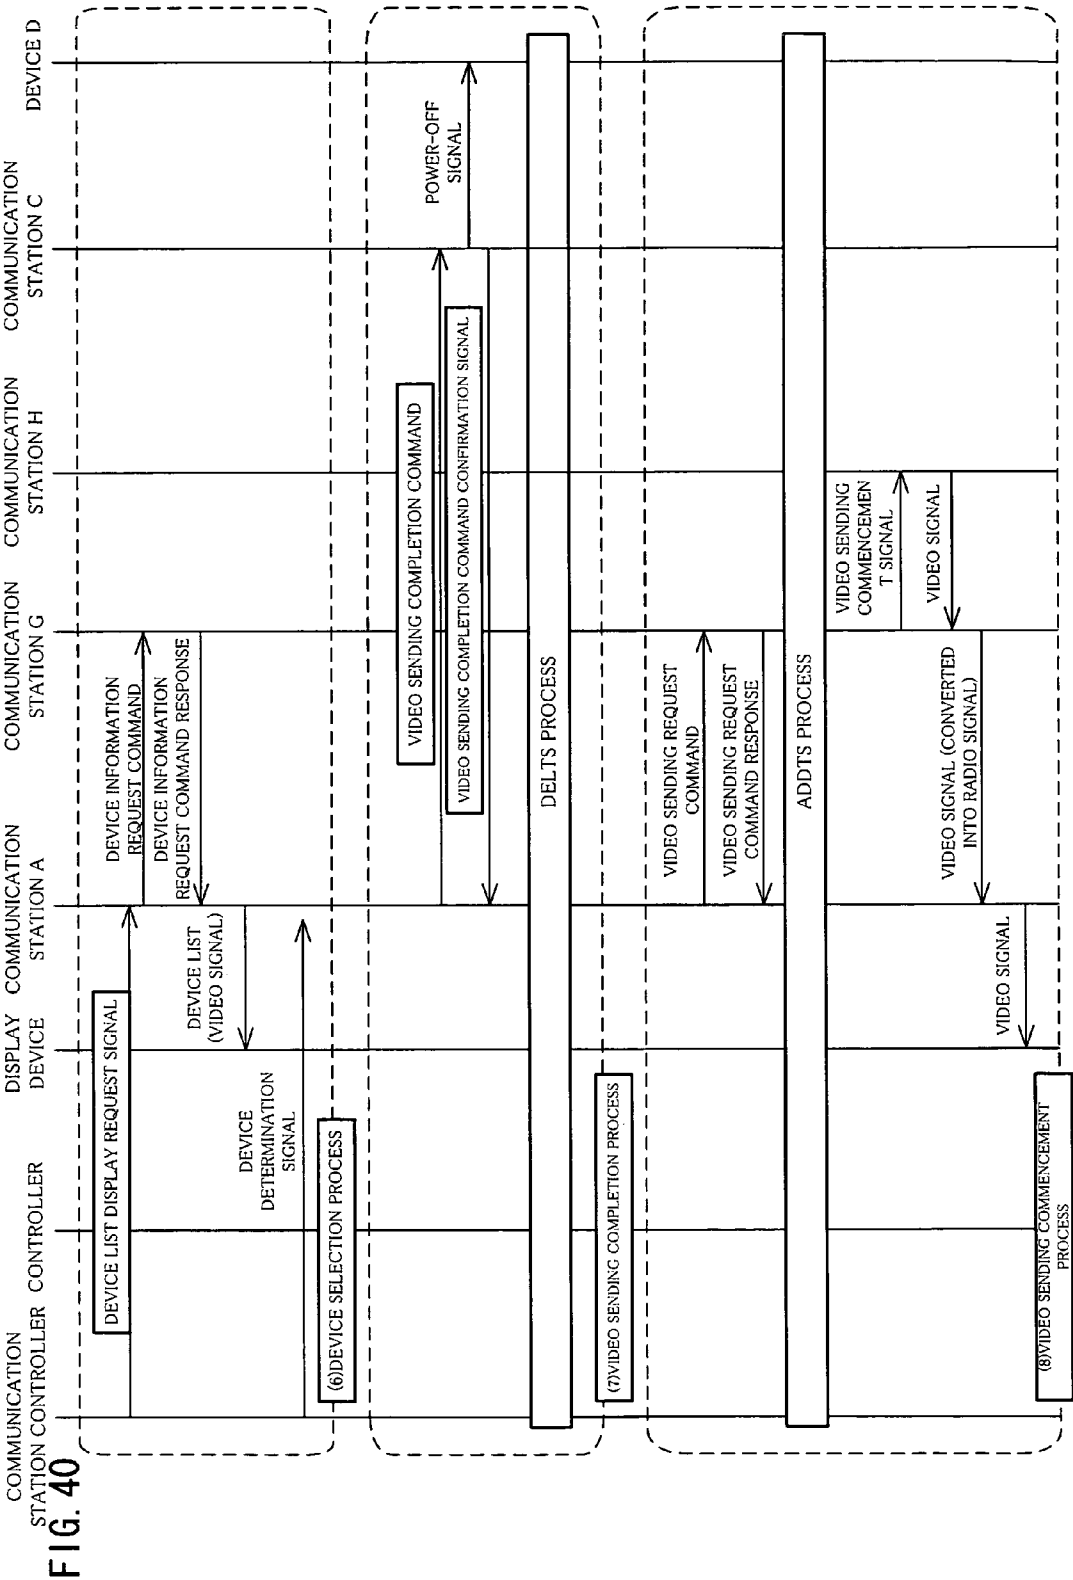 FIG. 40
COMMUNICATION
STATION CONTROLLER
CONTROLLER
DISPLAY
DEVICE
COMMUNICATION
STATION A
COMMUNICATION
STATION G
COMMUNICATION
STATION H
COMMUNICATION
STATION C
DEVICE D
DEVICE LIST DISPLAY REQUEST SIGNAL
DEVICE INFORMATION
REQUEST COMMAND
DEVICE INFORMATION
REQUEST COMMAND RESPONSE
DEVICE LIST
(VIDEO SIGNAL)
DEVICE
DETERMINATION
SIGNAL
(6)DEVICE SELECTION PROCESS
VIDEO SENDING COMPLETION COMMAND
POWER-OFF
SIGNAL
VIDEO SENDING COMPLETION COMMAND CONFIRMATION SIGNAL
DELTS PROCESS
(7)VIDEO SENDING COMPLETION PROCESS
VIDEO SENDING REQUEST
COMMAND
VIDEO SENDING REQUEST
COMMAND RESPONSE
ADDTS PROCESS
VIDEO SENDING
COMMENCEMEN
T SIGNAL
VIDEO SIGNAL
VIDEO SIGNAL (CONVERTED
INTO RADIO SIGNAL)
VIDEO SIGNAL
(8)VIDEO SENDING COMMENCEMENT
PROCESS